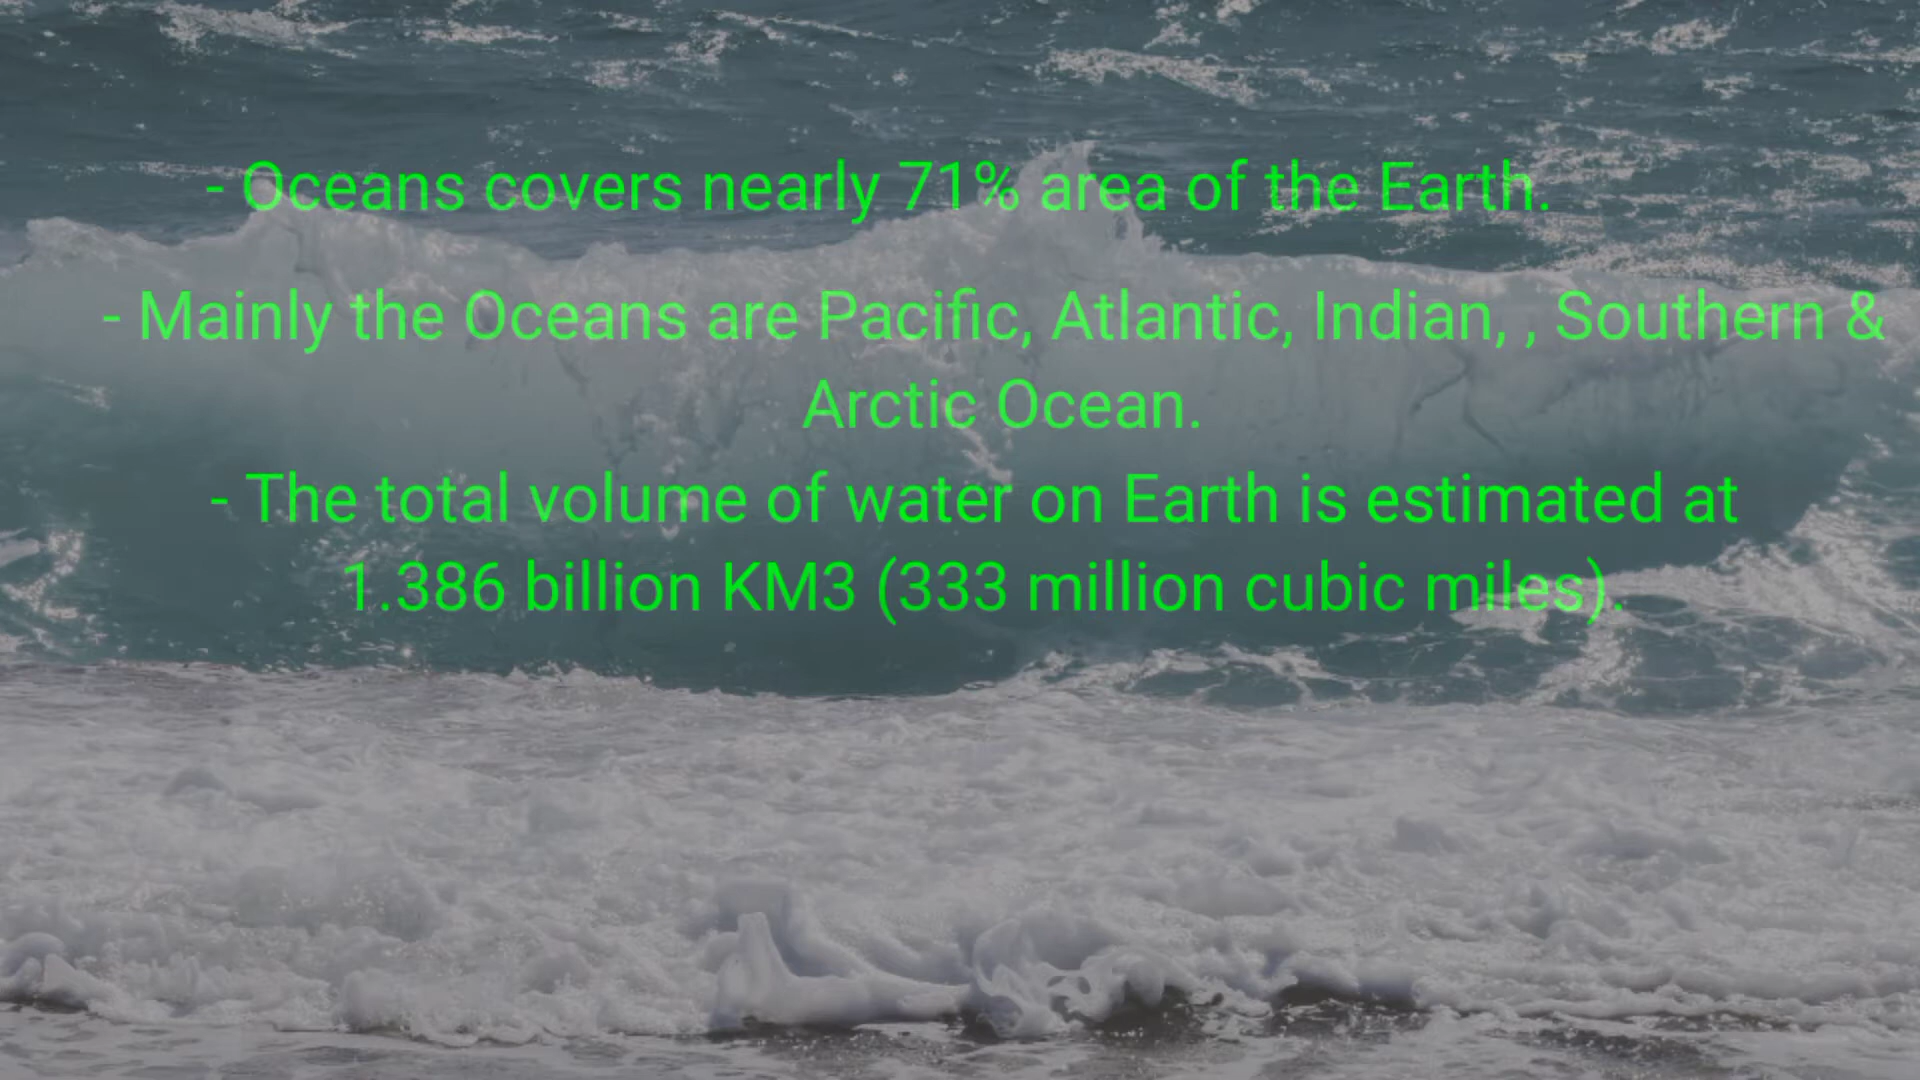 - Oceans covers nearly 71% area of the Earth.
- Mainly the Oceans are Pacific, Atlantic, Indian, , Southern &
Arctic Ocean.
- The total volume of water on Earth is estimated at
1.386 billion KM3 (333 million cubic miles).